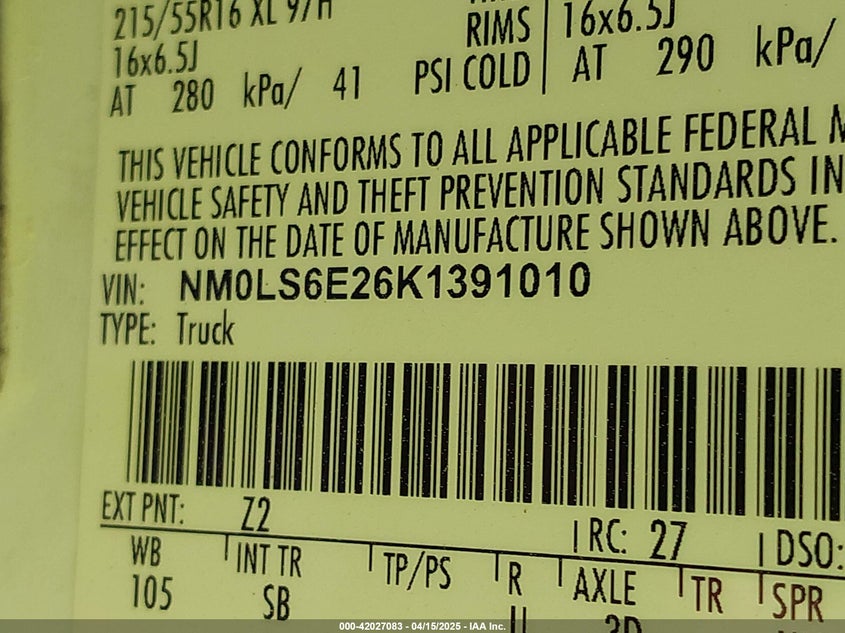 215/55R16 XL 97H
16x6.5J
AT 280 kPa/ 41 PSI COLD
RIMS 16x6.5J
AT 290 kPa/
THIS VEHICLE CONFORMS TO ALL APPLICABLE FEDERAL
VEHICLE SAFETY AND THEFT PREVENTION STANDARDS IN
EFFECT ON THE DATE OF MANUFACTURE SHOWN ABOVE.
VIN: NM0LS6E26K1391010
TYPE: Truck
EXT PNT: Z2
RC: 27 DSO:
WB INT TR TP/PS R AXLE TR SPR
105 SB
000-42027083 - 04/15/2025 - IAA Inc.